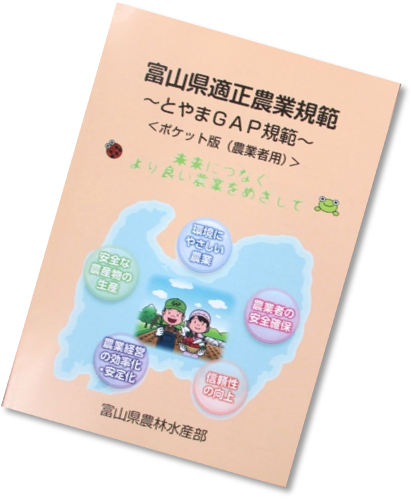 富山県適正農業規範
～とやまGAP規範～
＜ポケット版（農業者用）＞
未来につなぐ
より良い農業をめざして
環境に
やさしい
農業
安全な
農産物の
生産
農業者の
安全確保
農業経営
の効率化
・安定化
信頼性
の向上
富山県農林水産部